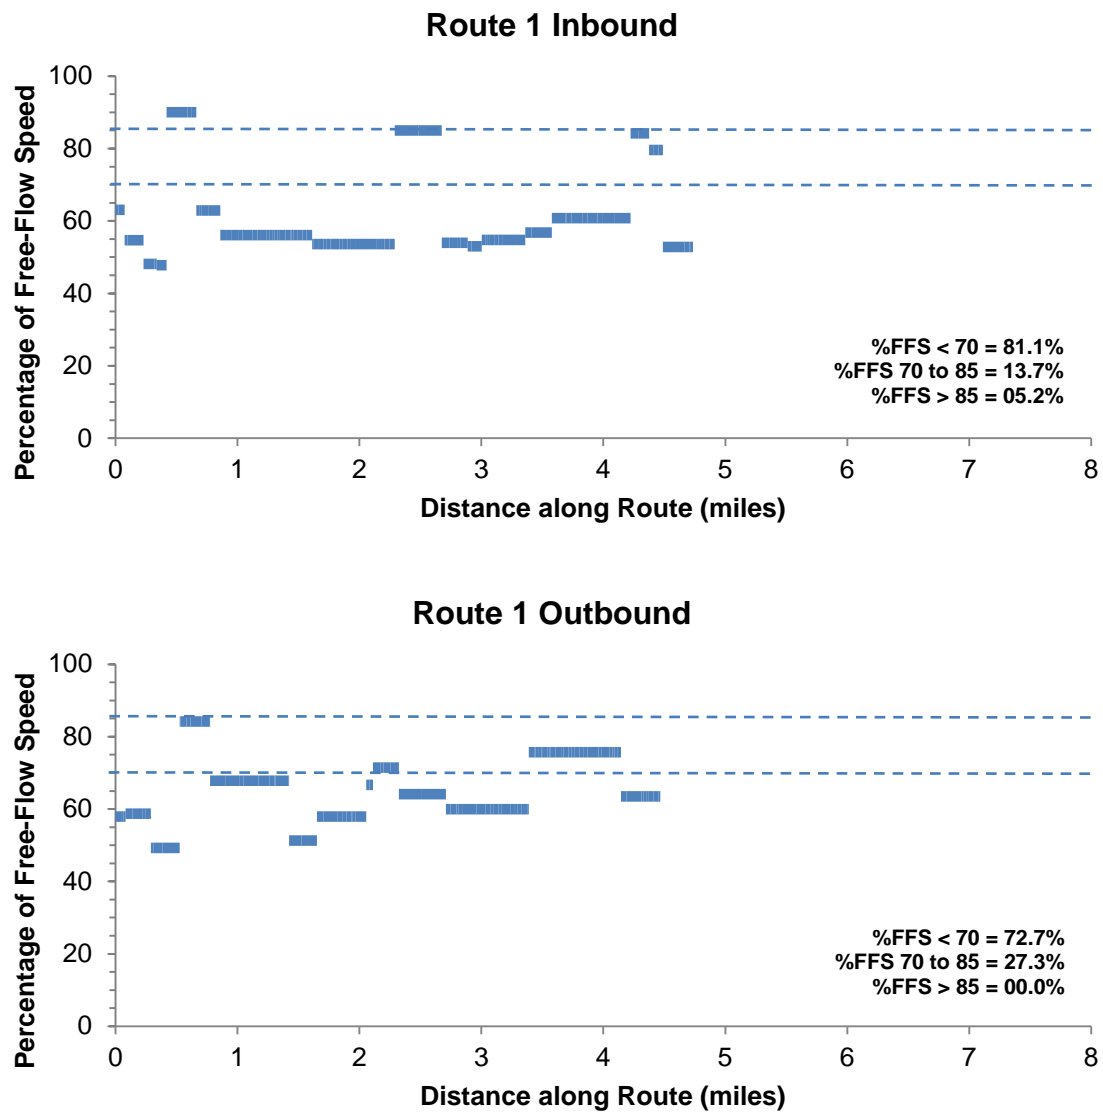 Route 1 Inbound
Percentage of Free-Flow Speed
100
80
60
40
20
0
%FFS < 70 = 81.1%
%FFS 70 to 85 = 13.7%
%FFS > 85 = 05.2%
0 1 2 3 4 5 6 7 8
Distance along Route (miles)
Route 1 Outbound
Percentage of Free-Flow Speed
100
80
60
40
20
0
%FFS < 70 = 72.7%
%FFS 70 to 85 = 27.3%
%FFS > 85 = 00.0%
0 1 2 3 4 5 6 7 8
Distance along Route (miles)